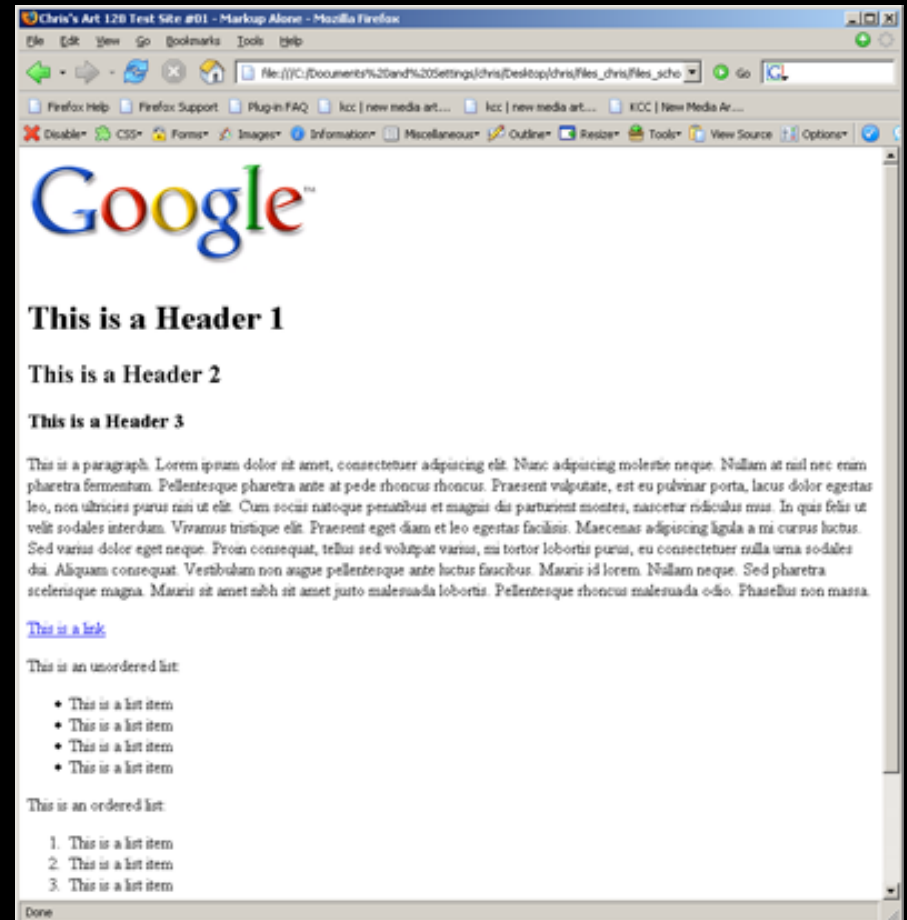 Chris's Art 128 Test Site #01 - Markup Alone - Mozilla Firefox
File Edit View Go Bookmarks Tools Help
file:///C:/Documents%20and%20Settings/chris/Desktop/chris/files_chris/files_scho Go
Firefox Help Firefox Support Plug-in FAQ kcc | new media art.... kcc | new media art.... KCC | New Media Ar....
Disable CSS Forms Images Information Miscellaneous Outline Resize Tools View Source Options
Google™
This is a Header 1
This is a Header 2
This is a Header 3
This is a paragraph. Lorem ipsum dolor sit amet, consectetuer adipiscing elit. Nunc adipiscing molestie neque. Nullam at nisl nec enim
pharetra fermentum. Pellentesque pharetra ante at pede rhoncus rhoncus. Praesent vulputate, est eu pulvinar porta, lacus dolor egestas
leo, non ultricies purus nisi ut elit. Cum sociis natoque penatibus et magnis dis parturient montes, nascetur ridiculus mus. In quis felis ut
velit sodales interdum. Vivamus tristique elit. Praesent eget diam et leo egestas facilisis. Maecenas adipiscing ligula a mi cursus luctus.
Sed varius dolor eget neque. Proin consequat, tellus sed volutpat varius, mi tortor lobortis purus, eu consectetuer nulla urna sodales
dui. Aliquam consequat. Vestibulum non augue pellentesque ante luctus faucibus. Mauris id lorem. Nullam neque. Sed pharetra
scelerisque magna. Mauris sit amet nibh sit amet justo malesuada lobortis. Pellentesque rhoncus malesuada odio. Phasellus non massa.
This is a link
This is an unordered list:
• This is a list item
• This is a list item
• This is a list item
• This is a list item
This is an ordered list:
1. This is a list item
2. This is a list item
3. This is a list item
Done